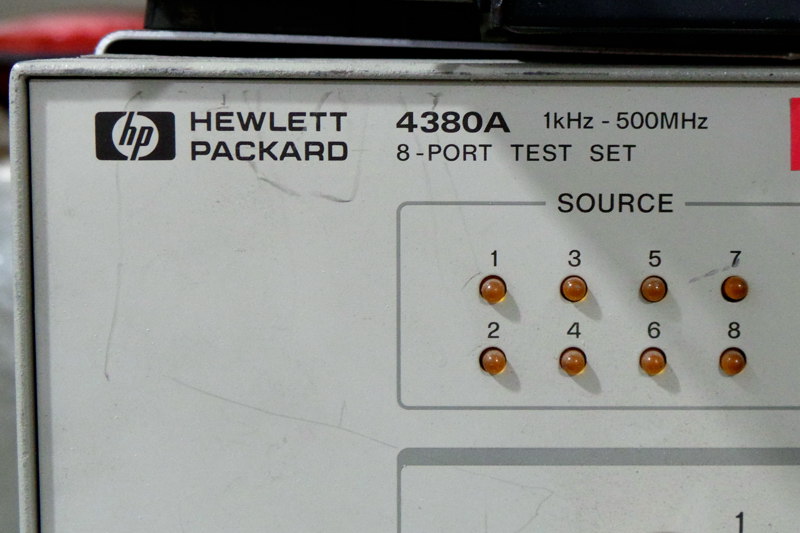 hp HEWLETT PACKARD
4380A 1kHz - 500MHz
8-PORT TEST SET
SOURCE
1 3 5 7
2 4 6 8
1